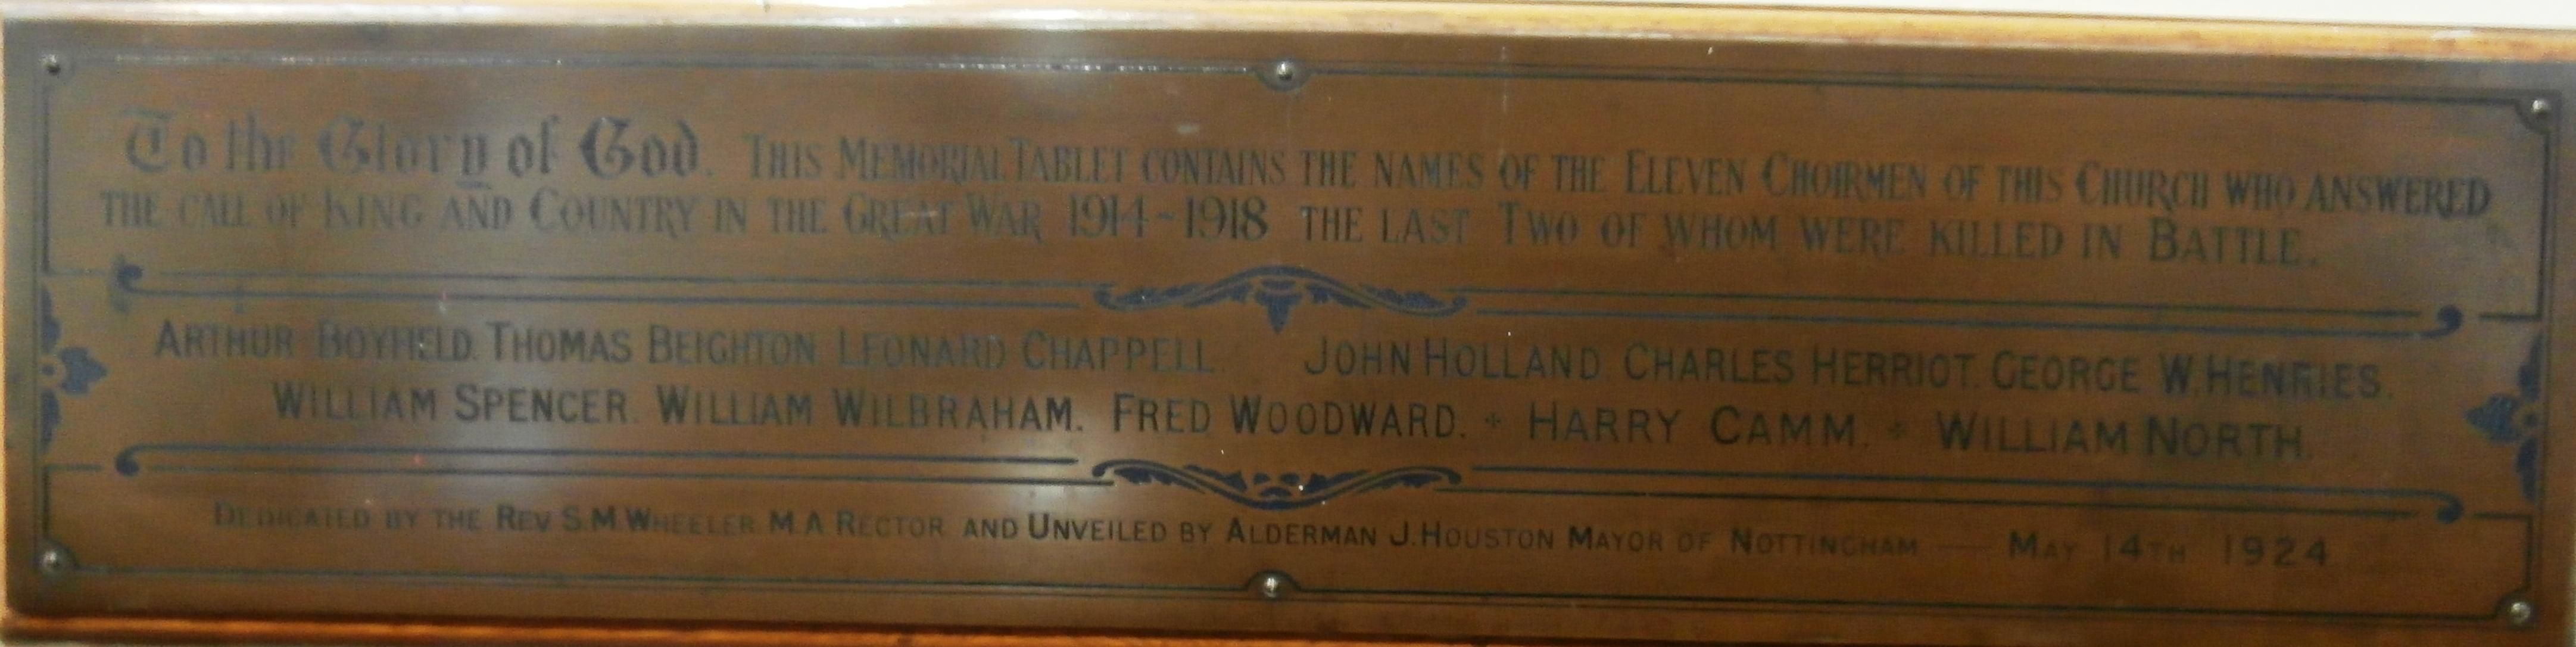 To the Glory of God. THIS MEMORIAL TABLET CONTAINS THE NAMES OF THE ELEVEN CHOIRMEN OF THIS CHURCH WHO ANSWERED
THE CALL OF KING AND COUNTRY IN THE GREAT WAR 1914-1918 THE LAST TWO OF WHOM WERE KILLED IN BATTLE.
ARTHUR BOYFIELD. THOMAS BEIGHTON. LEONARD CHAPPELL. JOHN HOLLAND. CHARLES HERRIOT. GEORGE W. HENRIES.
WILLIAM SPENCER. WILLIAM WILBRAHAM. FRED WOODWARD. + HARRY CAMM. + WILLIAM NORTH.
DEDICATED BY THE REV S.M WHEELER M.A RECTOR AND UNVEILED BY ALDERMAN J. HOUSTON MAYOR OF NOTTINGHAM — MAY 14TH 1924